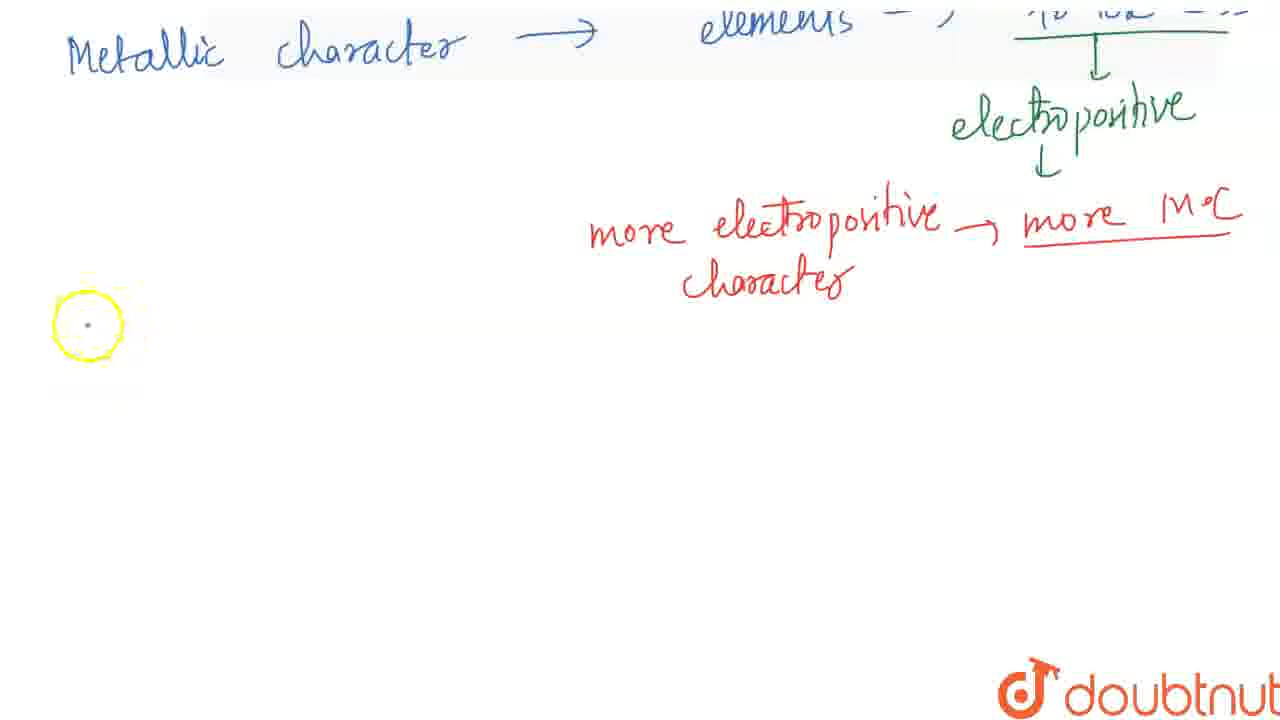 Metallic character → elements →
↓
electropositive
↓
more electropositive → more M.C
character
doubtnut